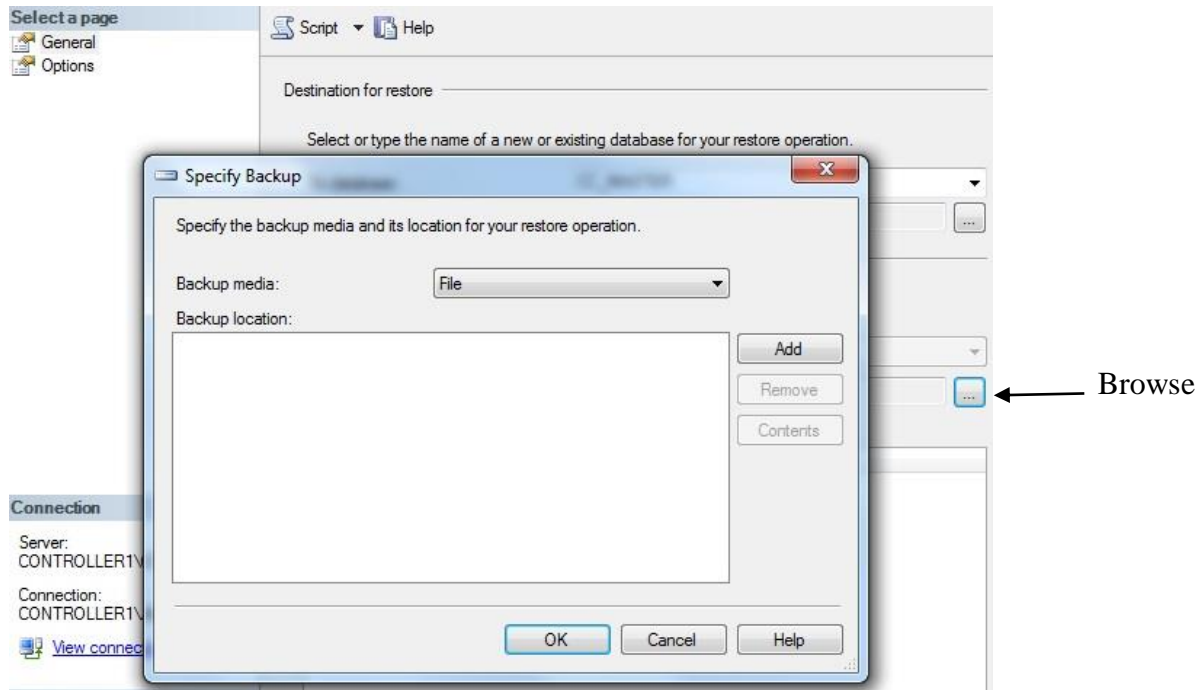 Select a page
General
Options
Script
Help
Destination for restore
Select or type the name of a new or existing database for your restore operation.
Specify Backup
Specify the backup media and its location for your restore operation.
Backup media:
File
Backup location:
Add
Remove
Contents
...
...
Browse
Connection
Server:
CONTROLLER1\
Connection:
CONTROLLER1\
View connec
OK
Cancel
Help